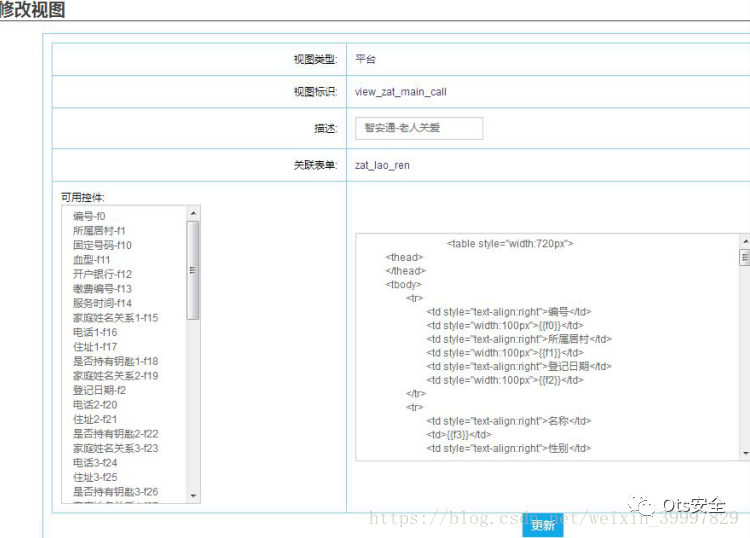 修改视图
视图类型: 平台
视图标识: view_zat_main_call
描述: 智安通-老人关爱
关联表单: zat_lao_ren
可用控件:
编号-f0
所属居村-f1
固定号码-f10
血型-f11
开户银行-f12
缴费编号-f13
服务时间-f14
家庭姓名关系1-f15
电话1-f16
住址1-f17
是否持有钥匙1-f18
家庭姓名关系2-f19
登记日期-f2
电话2-f20
住址2-f21
是否持有钥匙2-f22
家庭姓名关系3-f23
电话3-f24
住址3-f25
是否持有钥匙3-f26
<table style="width:720px">
<thead>
</thead>
<tbody>
<tr>
<td style="text-align:right">编号</td>
<td style="width:100px">{{f0}}</td>
<td style="text-align:right">所属居村</td>
<td style="width:100px">{{f1}}</td>
<td style="text-align:right">登记日期</td>
<td style="width:100px">{{f2}}</td>
</tr>
<tr>
<td style="text-align:right">名称</td>
<td>{{f3}}</td>
<td style="text-align:right">性别</td>
更新
Ots安全
https://blog.csdn.net/weixin_39997829